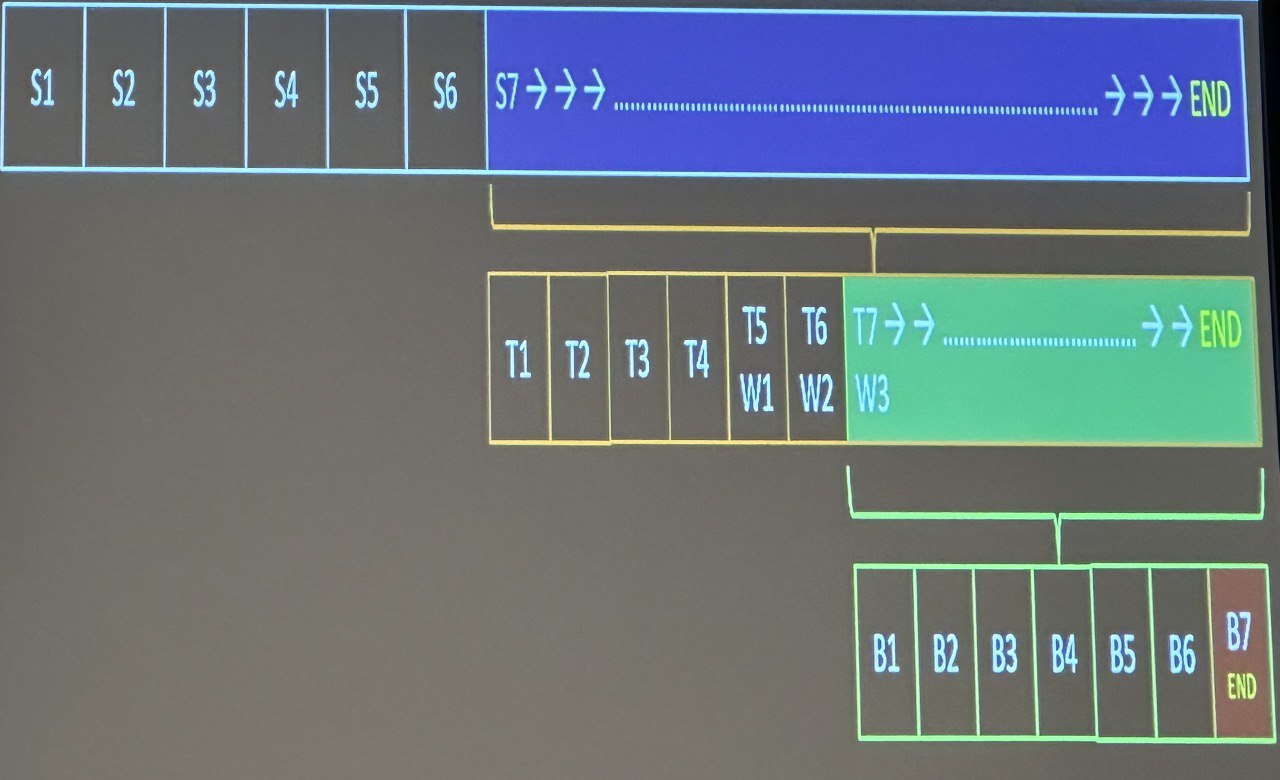 S1 S2 S3 S4 S5 S6 S7→→→........................................→→→END
T1 T2 T3 T4 T5 T6 T7→→....................→→END
W1 W2 W3
B1 B2 B3 B4 B5 B6 B7
END